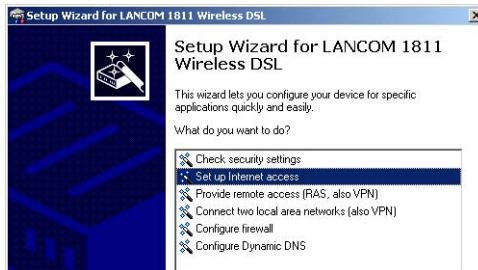 Setup Wizard for LANCOM 1811 Wireless DSL
Setup Wizard for LANCOM 1811
Wireless DSL
This wizard lets you configure your device for specific
applications quickly and easily.
What do you want to do?
Check security settings
Set up Internet access
Provide remote access (RAS, also VPN)
Connect two local area networks (also VPN)
Configure firewall
Configure Dynamic DNS